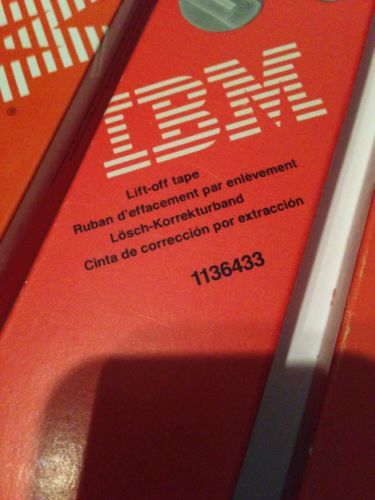 IBM
Lift-off tape
Ruban d'effacement par enlèvement
Lösch-Korrekturband
Cinta de corrección por extracción
1136433